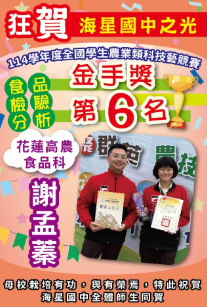 狂賀 海星國中之光
114學年度全國學生農業類科技藝競賽
食品檢驗分析
金手獎
第6名
花蓮高農
食品科
謝孟蓁
母校栽培有功，與有榮焉，特此祝賀
海星國中全體師生同賀